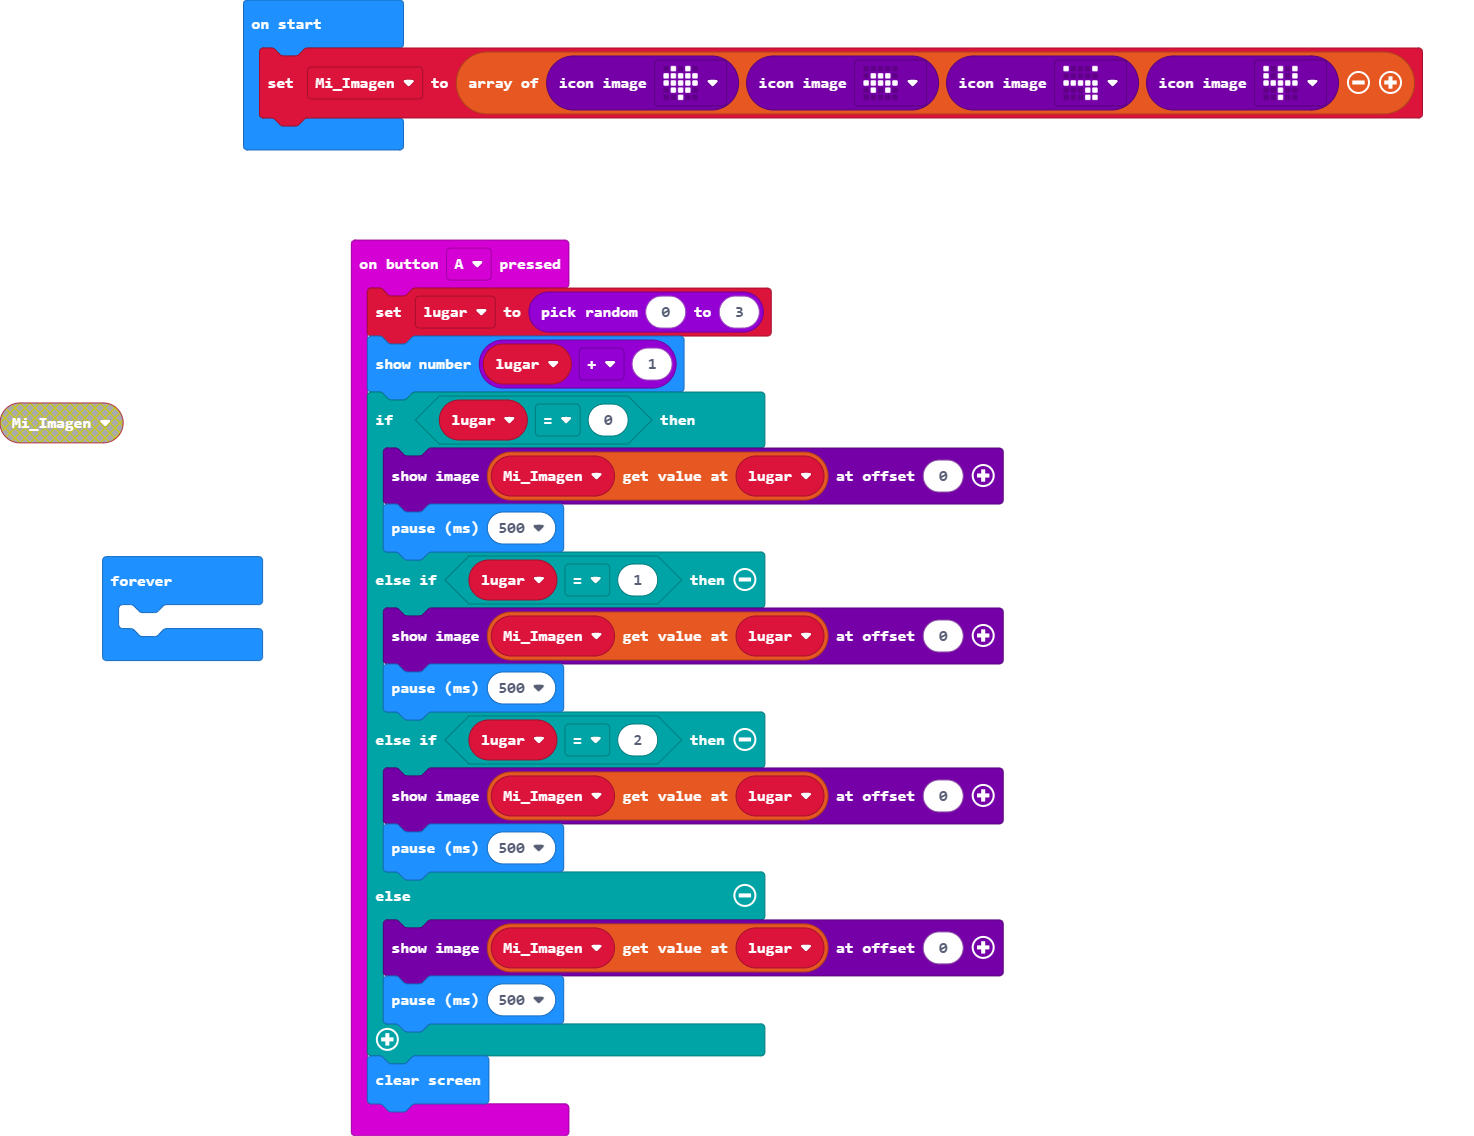 on start
set Mi_Imagen to array of icon image icon image icon image icon image
on button A pressed
set lugar to pick random 0 to 3
show number lugar + 1
if lugar = 0 then
Mi_Imagen
show image Mi_Imagen get value at lugar at offset 0
pause (ms) 500
else if lugar = 1 then
forever
show image Mi_Imagen get value at lugar at offset 0
pause (ms) 500
else if lugar = 2 then
show image Mi_Imagen get value at lugar at offset 0
pause (ms) 500
else
show image Mi_Imagen get value at lugar at offset 0
pause (ms) 500
clear screen